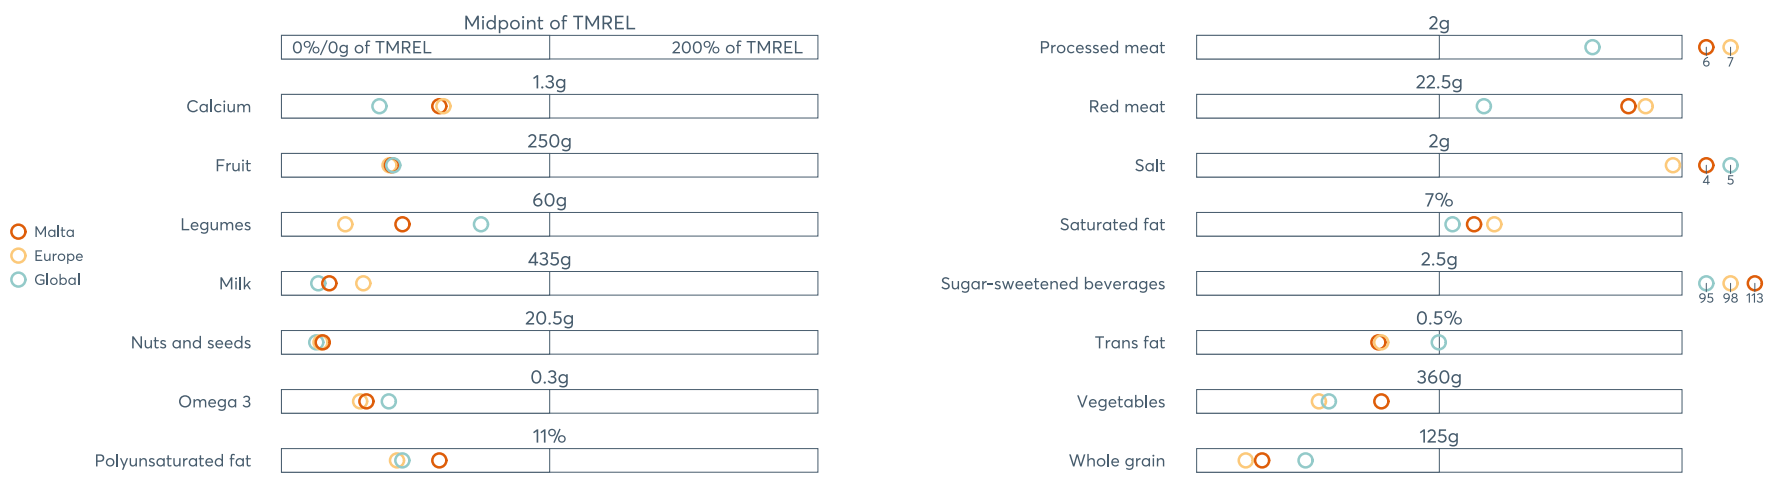 Midpoint of TMREL
0%/0g of TMREL 200% of TMREL
1.3g
Calcium
250g
Fruit
60g
Legumes
435g
Milk
20.5g
Nuts and seeds
0.3g
Omega 3
11%
Polyunsaturated fat
Malta
Europe
Global
2g
Processed meat
6 7
22.5g
Red meat
2g
Salt
4 5
7%
Saturated fat
2.5g
Sugar-sweetened beverages
95 98 113
0.5%
Trans fat
360g
Vegetables
125g
Whole grain